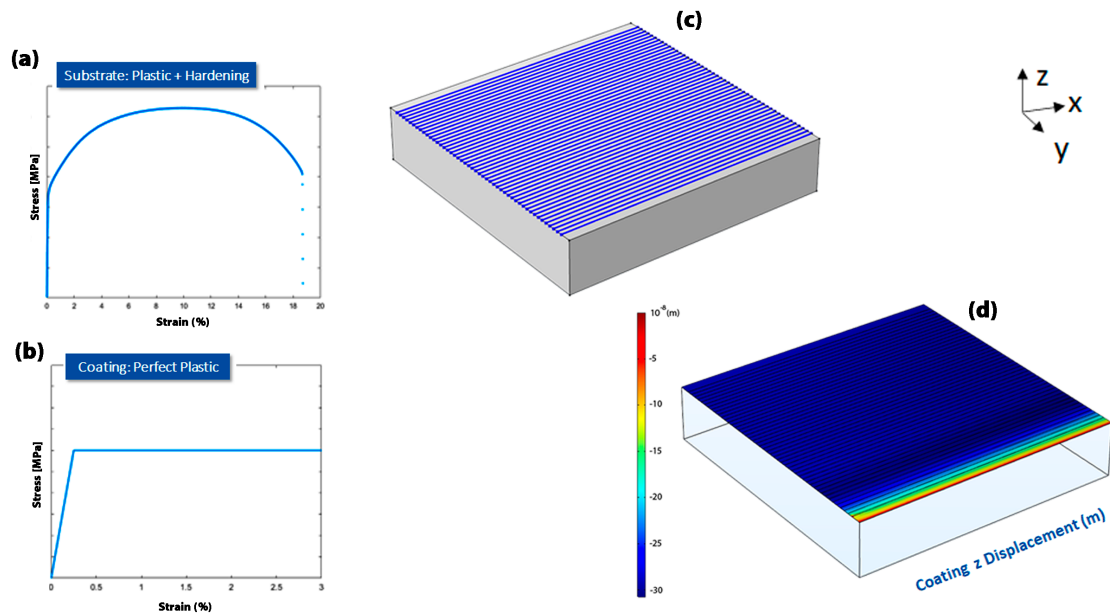 (a)
Substrate: Plastic + Hardening
Stress [MPa]
0 2 4 6 8 10 12 14 16 18 20
Strain (%)
(b)
Coating: Perfect Plastic
Stress [MPa]
0 0.5 1 1.5 2 2.5 3
Strain (%)
(c)
z
x
y
(d)
10⁻⁸(m)
-5
-10
-15
-20
-25
-30
Coating z Displacement (m)